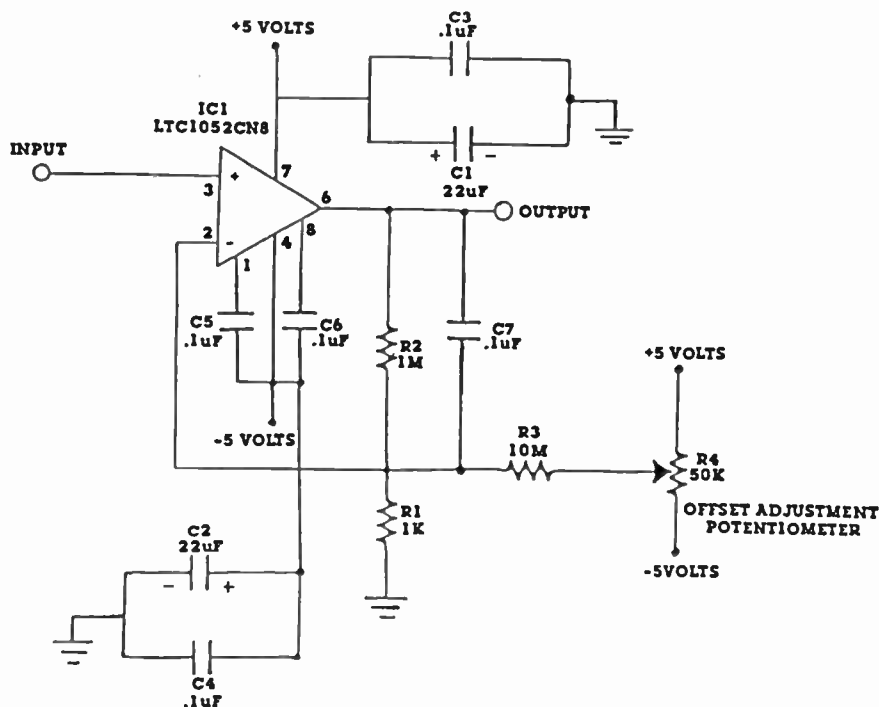 C3
.1uF
+5 VOLTS
IC1
LTC1052CN8
INPUT
+
7
3
+ -
C1
22uF
6
OUTPUT
2
-
8
4
1
C5
.1uF
C6
.1uF
R2
1M
C7
.1uF
+5 VOLTS
-5 VOLTS
R3
10M
R4
50K
R1
1K
OFFSET ADJUSTMENT
POTENTIOMETER
C2
22uF
- +
-5VOLTS
C4
.1uF